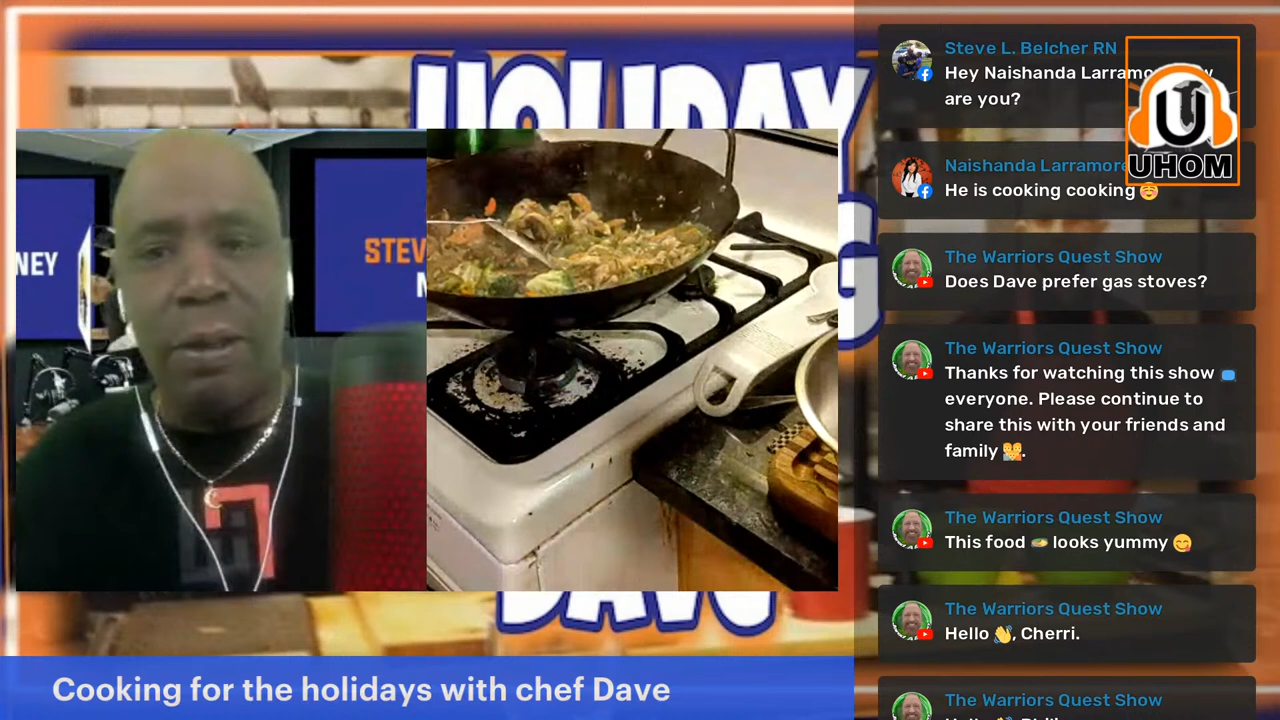 HOLIDAY
NEY
STEV
G
DAVE
Cooking for the holidays with chef Dave
Steve L. Belcher RN
Hey Naishanda Larramo
are you?
Naishanda Larramore
He is cooking cooking ☺️
The Warriors Quest Show
Does Dave prefer gas stoves?
The Warriors Quest Show
Thanks for watching this show
everyone. Please continue to
share this with your friends and
family
The Warriors Quest Show
This food looks yummy 😋
The Warriors Quest Show
Hello 👋, Cherri.
The Warriors Quest Show
U
UHOM